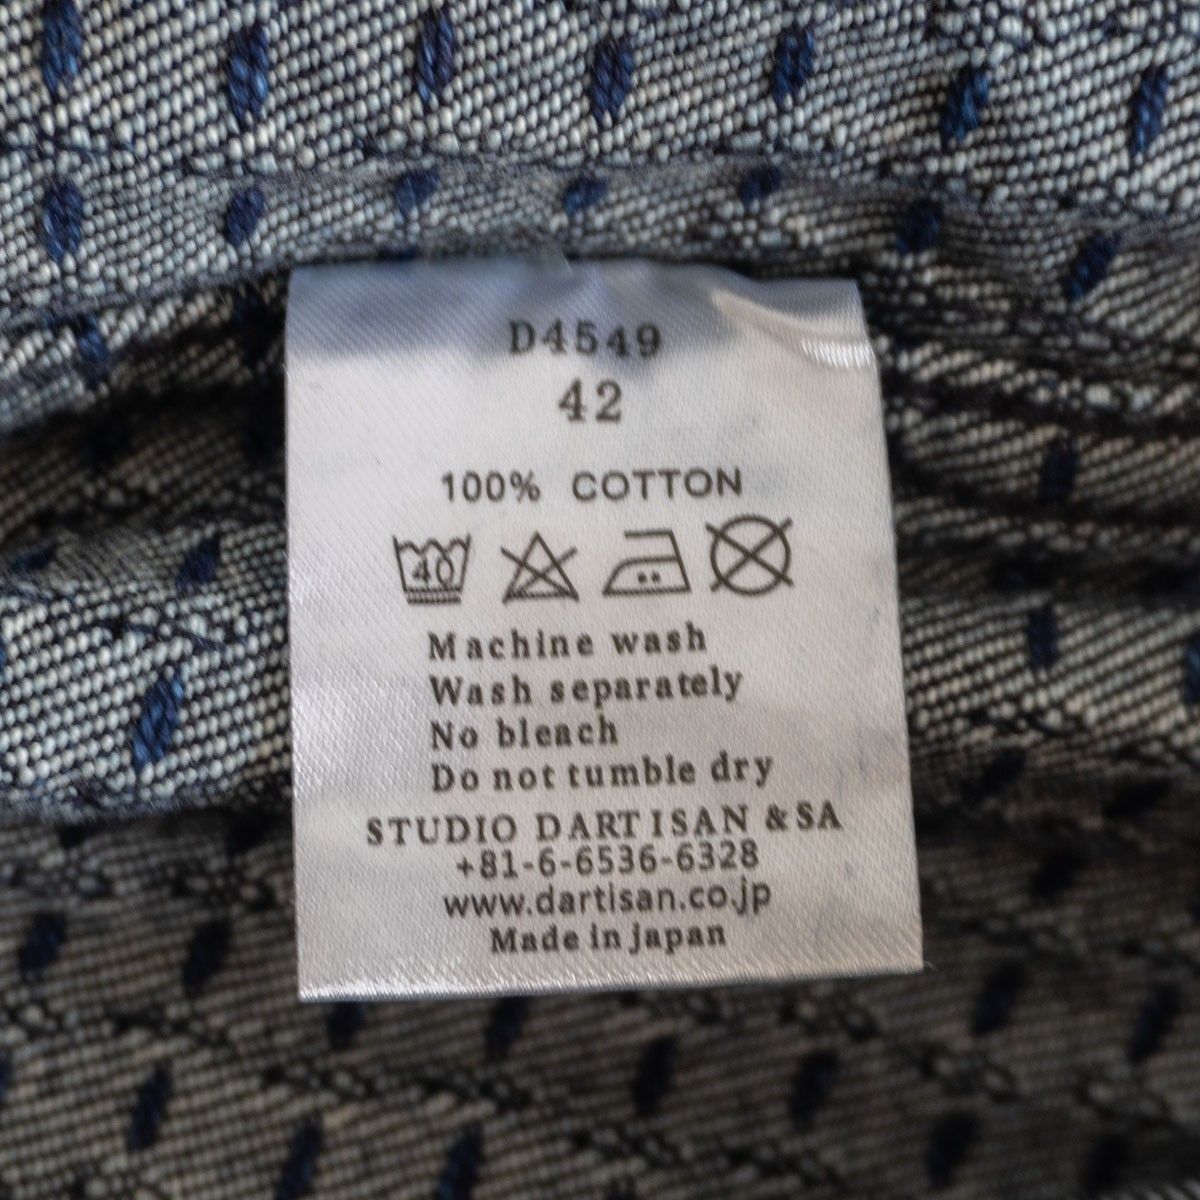 D4549
42
100% COTTON
40
Machine wash
Wash separately
No bleach
Do not tumble dry
STUDIO DARTISAN & SA
+81-6-6536-6328
www.dartisan.co.jp
Made in Japan